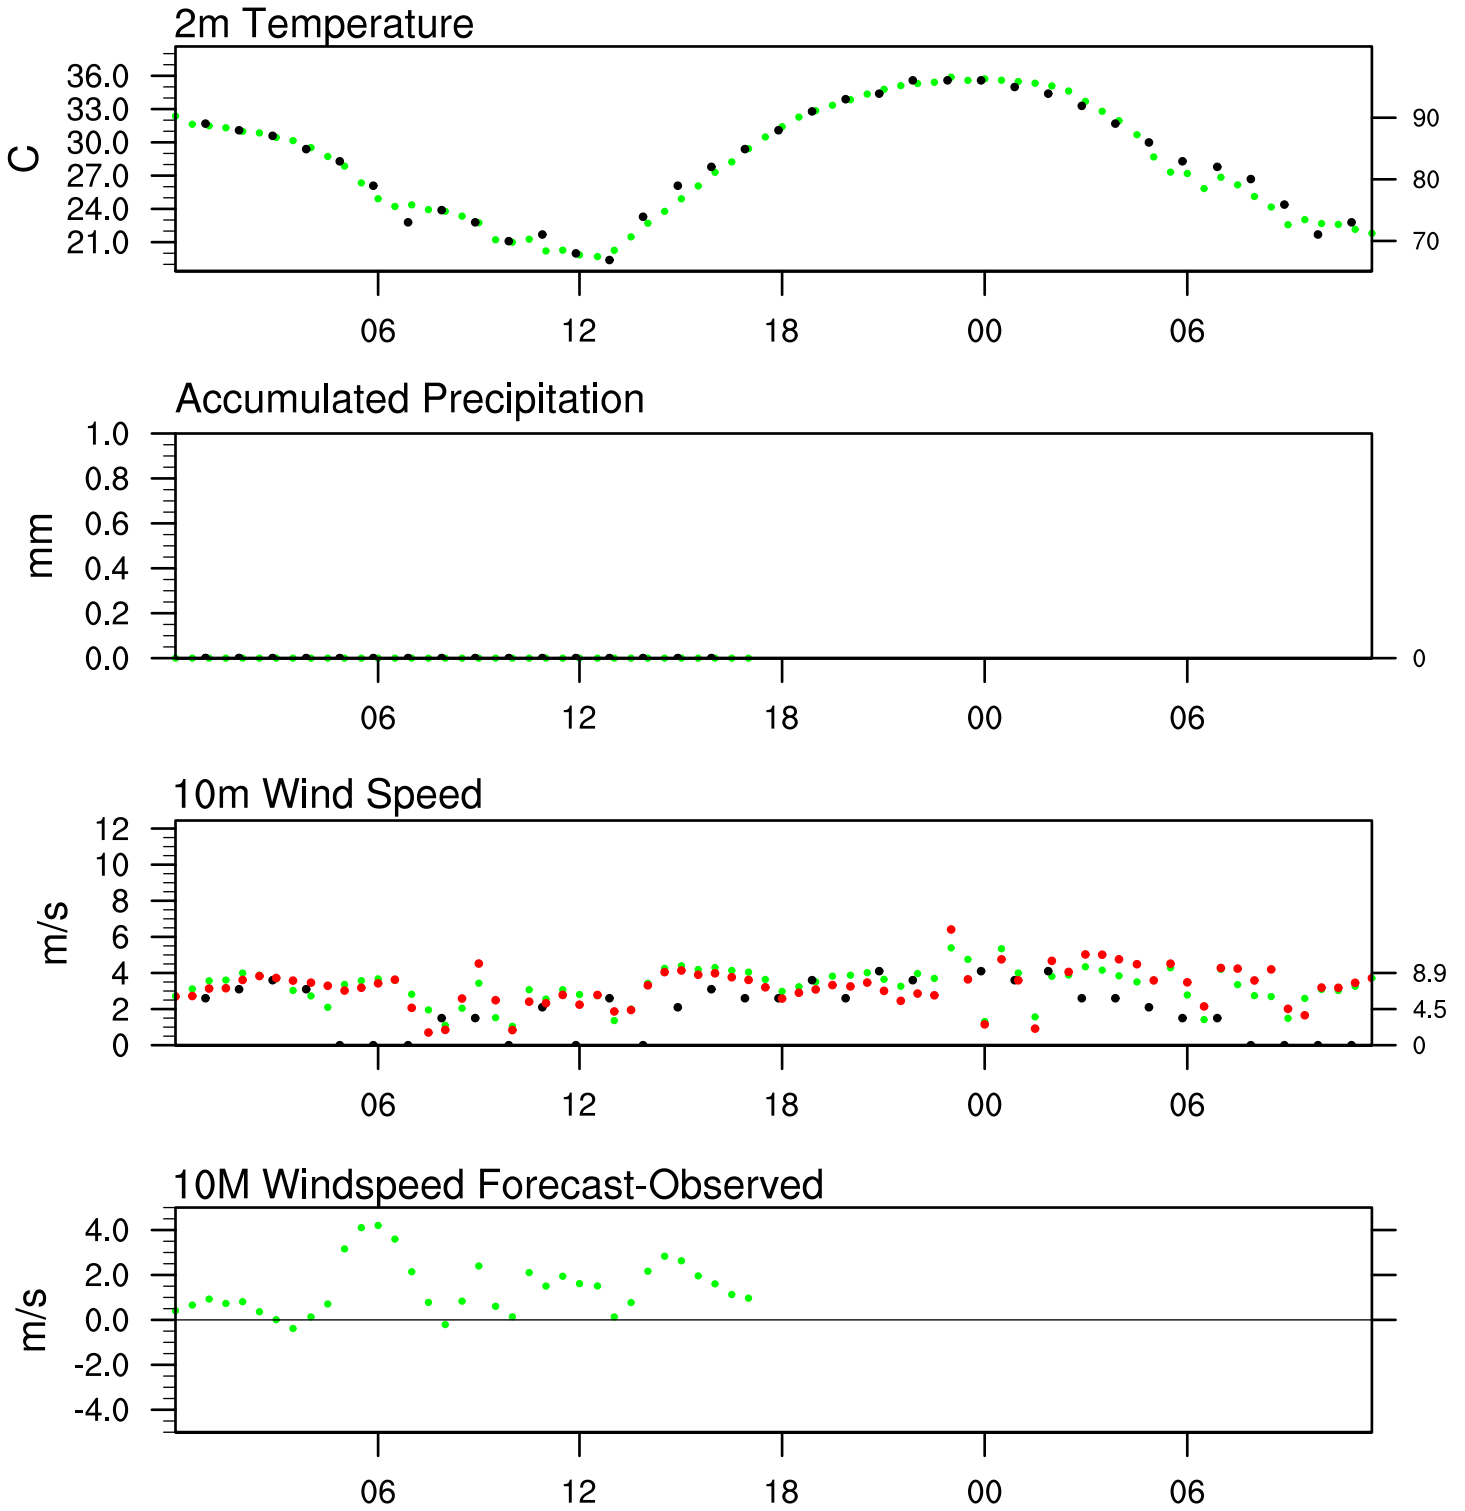 2m Temperature
36.0
33.0
30.0
27.0
24.0
21.0
C
90
80
70
06 12 18 00 06
Accumulated Precipitation
1.0
0.8
0.6
0.4
0.2
0.0
mm
0
06 12 18 00 06
10m Wind Speed
12
10
8
6
4
2
0
m/s
8.9
4.5
0
06 12 18 00 06
10M Windspeed Forecast-Observed
4.0
2.0
0.0
-2.0
-4.0
m/s
06 12 18 00 06